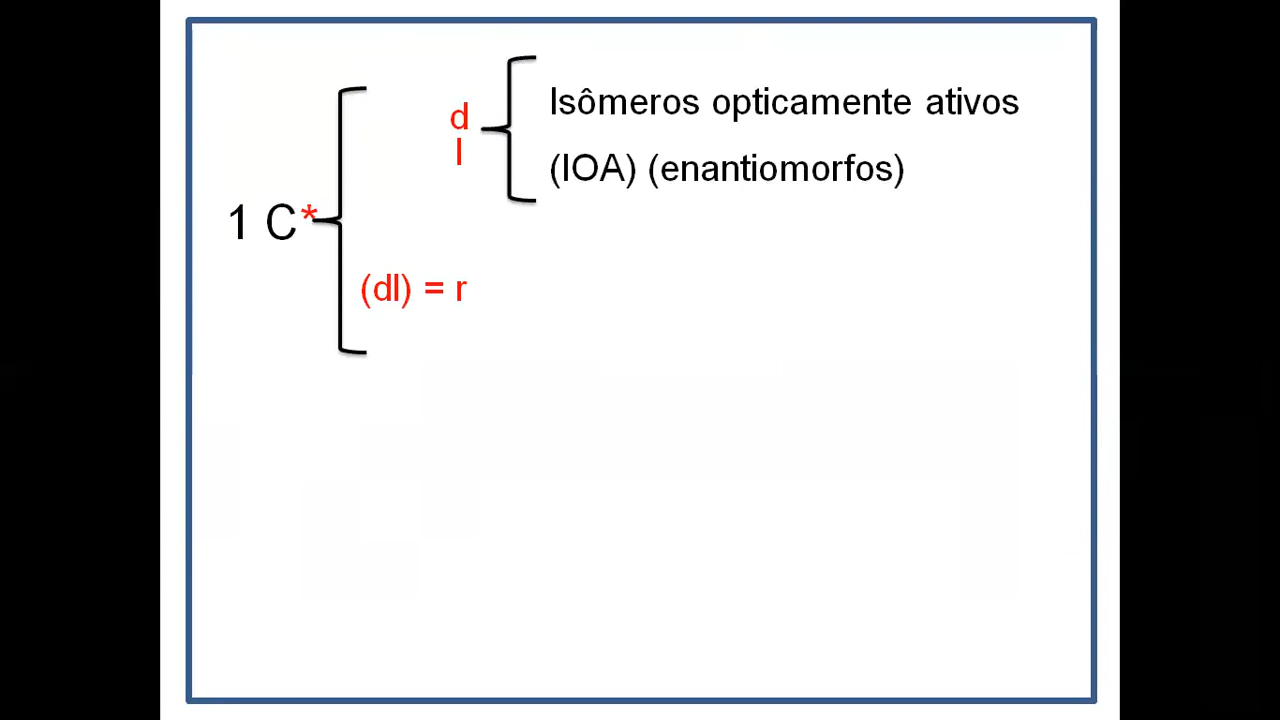 d
l
Isômeros opticamente ativos
(IOA) (enantiomorfos)
1 C*
(dl) = r